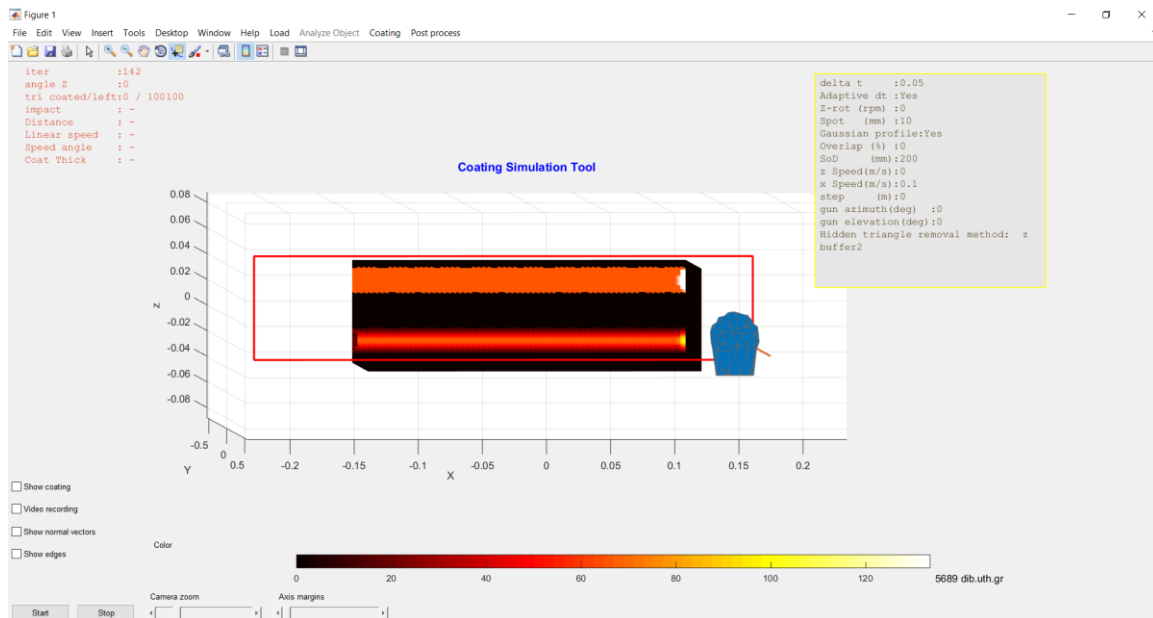 Figure 1
File Edit View Insert Tools Desktop Window Help Load Analyze Object Coating Post process
iter :142
angle Z :0
tri coated/left:0 / 100100
impact : -
Distance : -
Linear speed : -
Speed angle : -
Coat Thick : -
delta t :0.05
Adaptive dt :Yes
Z-rot (rpm) :0
Spot (mm) :10
Gaussian profile:Yes
Overlap (%) :0
SoD (mm):200
z Speed(m/s):0
x Speed(m/s):0.1
step (m):0
gun azimuth(deg) :0
gun elevation(deg):0
Hidden triangle removal method: z
buffer2
Coating Simulation Tool
0.08
0.06
0.04
0.02
0
-0.02
-0.04
-0.06
-0.08
z
-0.5
0
0.5
Y
-0.2 -0.15 -0.1 -0.05 0 0.05 0.1 0.15 0.2
X
Show coating
Video recording
Show normal vectors
Show edges
Color
0 20 40 60 80 100 120
5689 dib.uth.gr
Camera zoom Axis margins
Start Stop